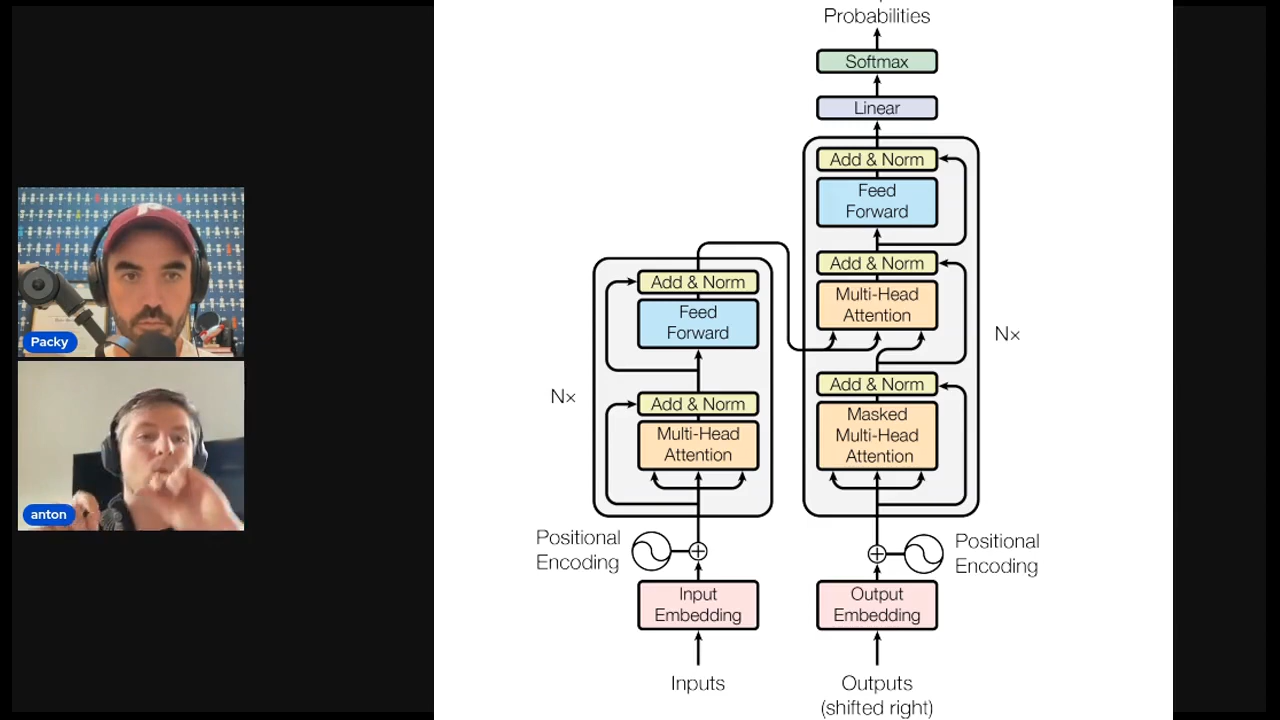 Probabilities
Softmax
Linear
Add & Norm
Feed
Forward
Add & Norm
Multi-Head
Attention
Nx
Add & Norm
Masked
Multi-Head
Attention
Add & Norm
Feed
Forward
Nx
Add & Norm
Multi-Head
Attention
Positional
Encoding
Positional
Encoding
Input
Embedding
Output
Embedding
Inputs
Outputs
(shifted right)
Packy
anton